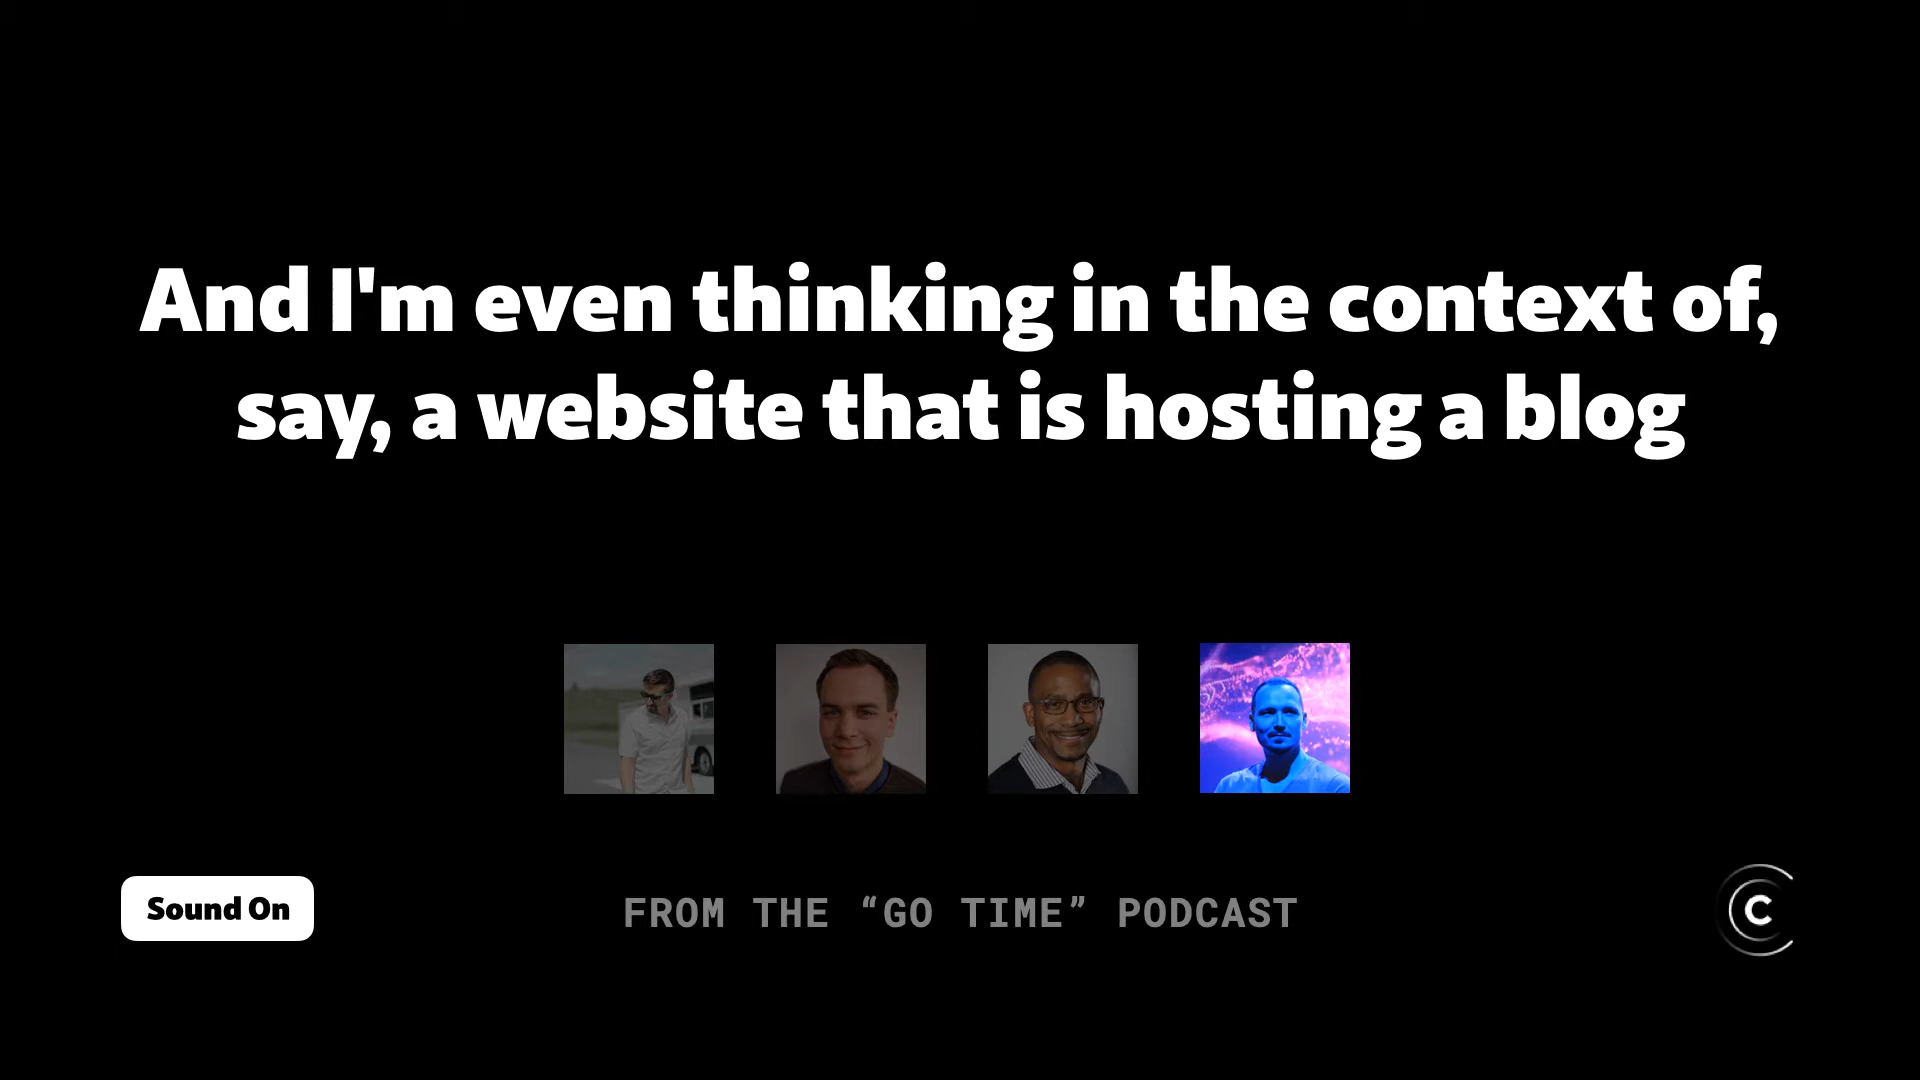 And I'm even thinking in the context of,
say, a website that is hosting a blog
Sound On
FROM THE “GO TIME” PODCAST
C